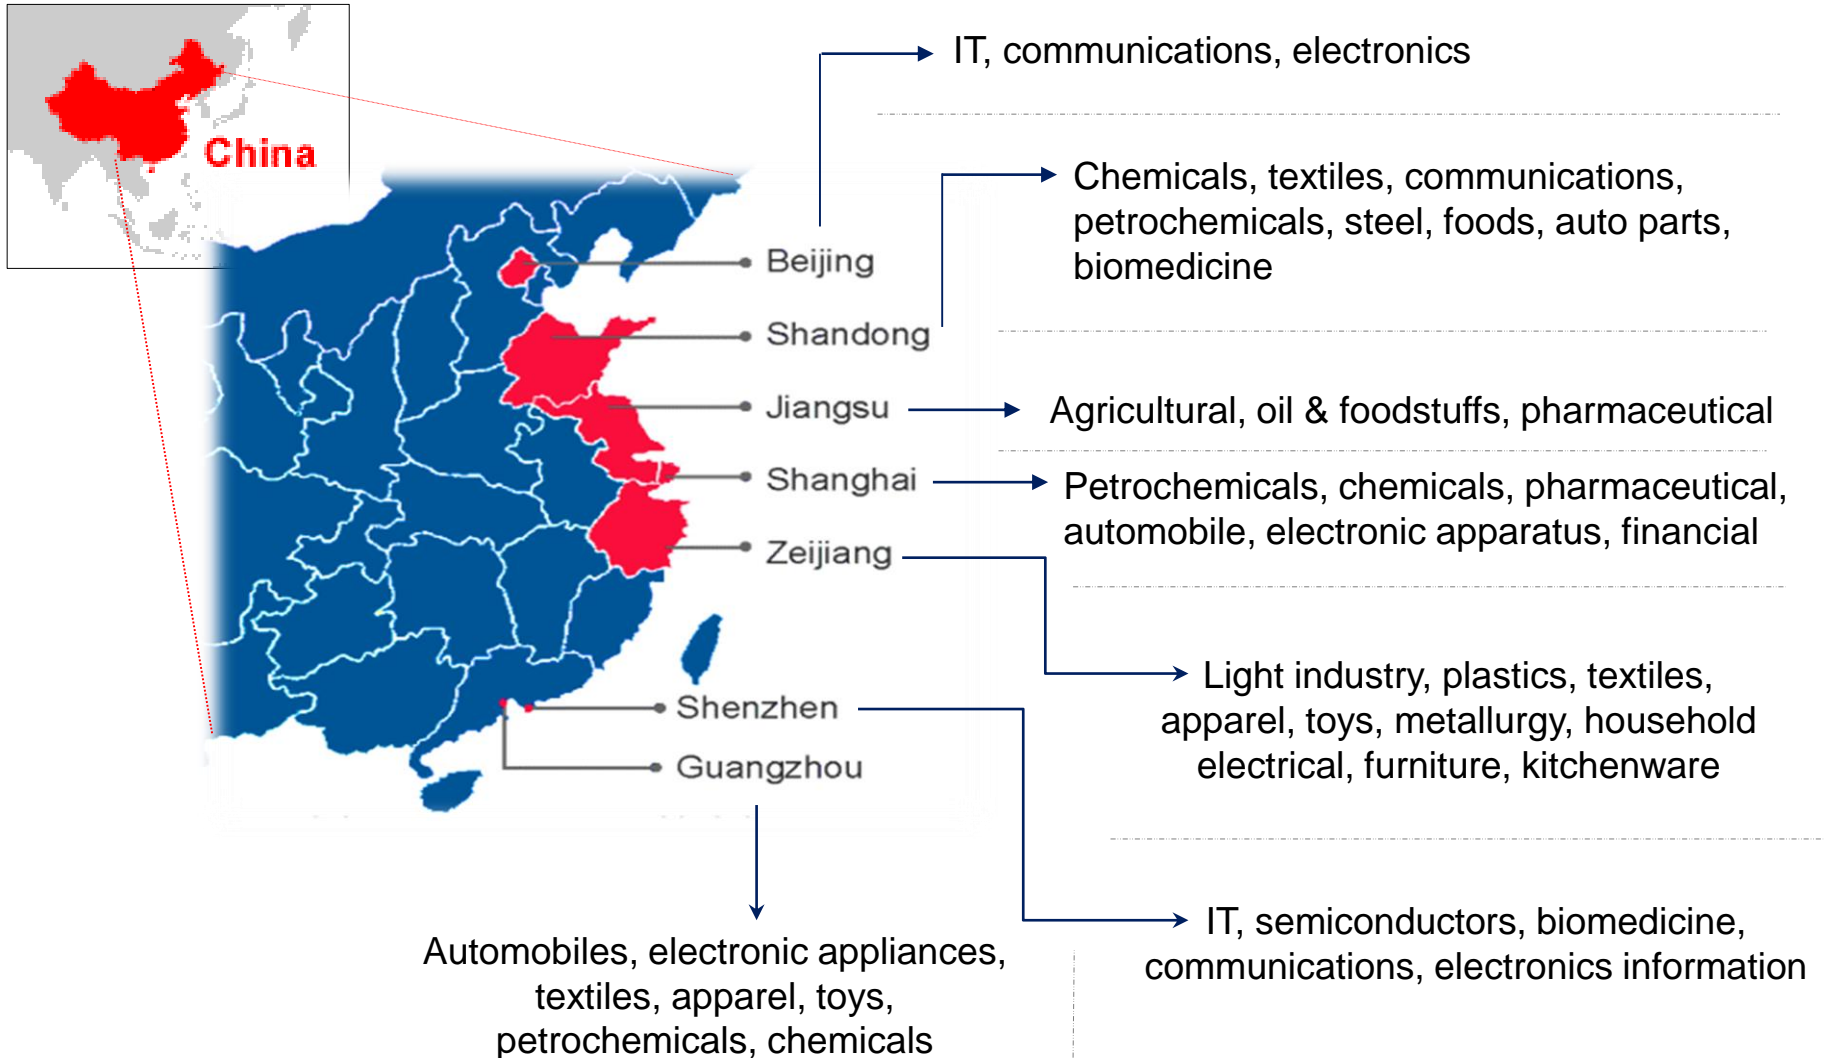 China
IT, communications, electronics
Chemicals, textiles, communications,
petrochemicals, steel, foods, auto parts,
biomedicine
Beijing
Shandong
Jiangsu
Agricultural, oil & foodstuffs, pharmaceutical
Shanghai
Petrochemicals, chemicals, pharmaceutical,
automobile, electronic apparatus, financial
Zeijiang
Light industry, plastics, textiles,
apparel, toys, metallurgy, household
electrical, furniture, kitchenware
Shenzhen
Guangzhou
IT, semiconductors, biomedicine,
communications, electronics information
Automobiles, electronic appliances,
textiles, apparel, toys,
petrochemicals, chemicals